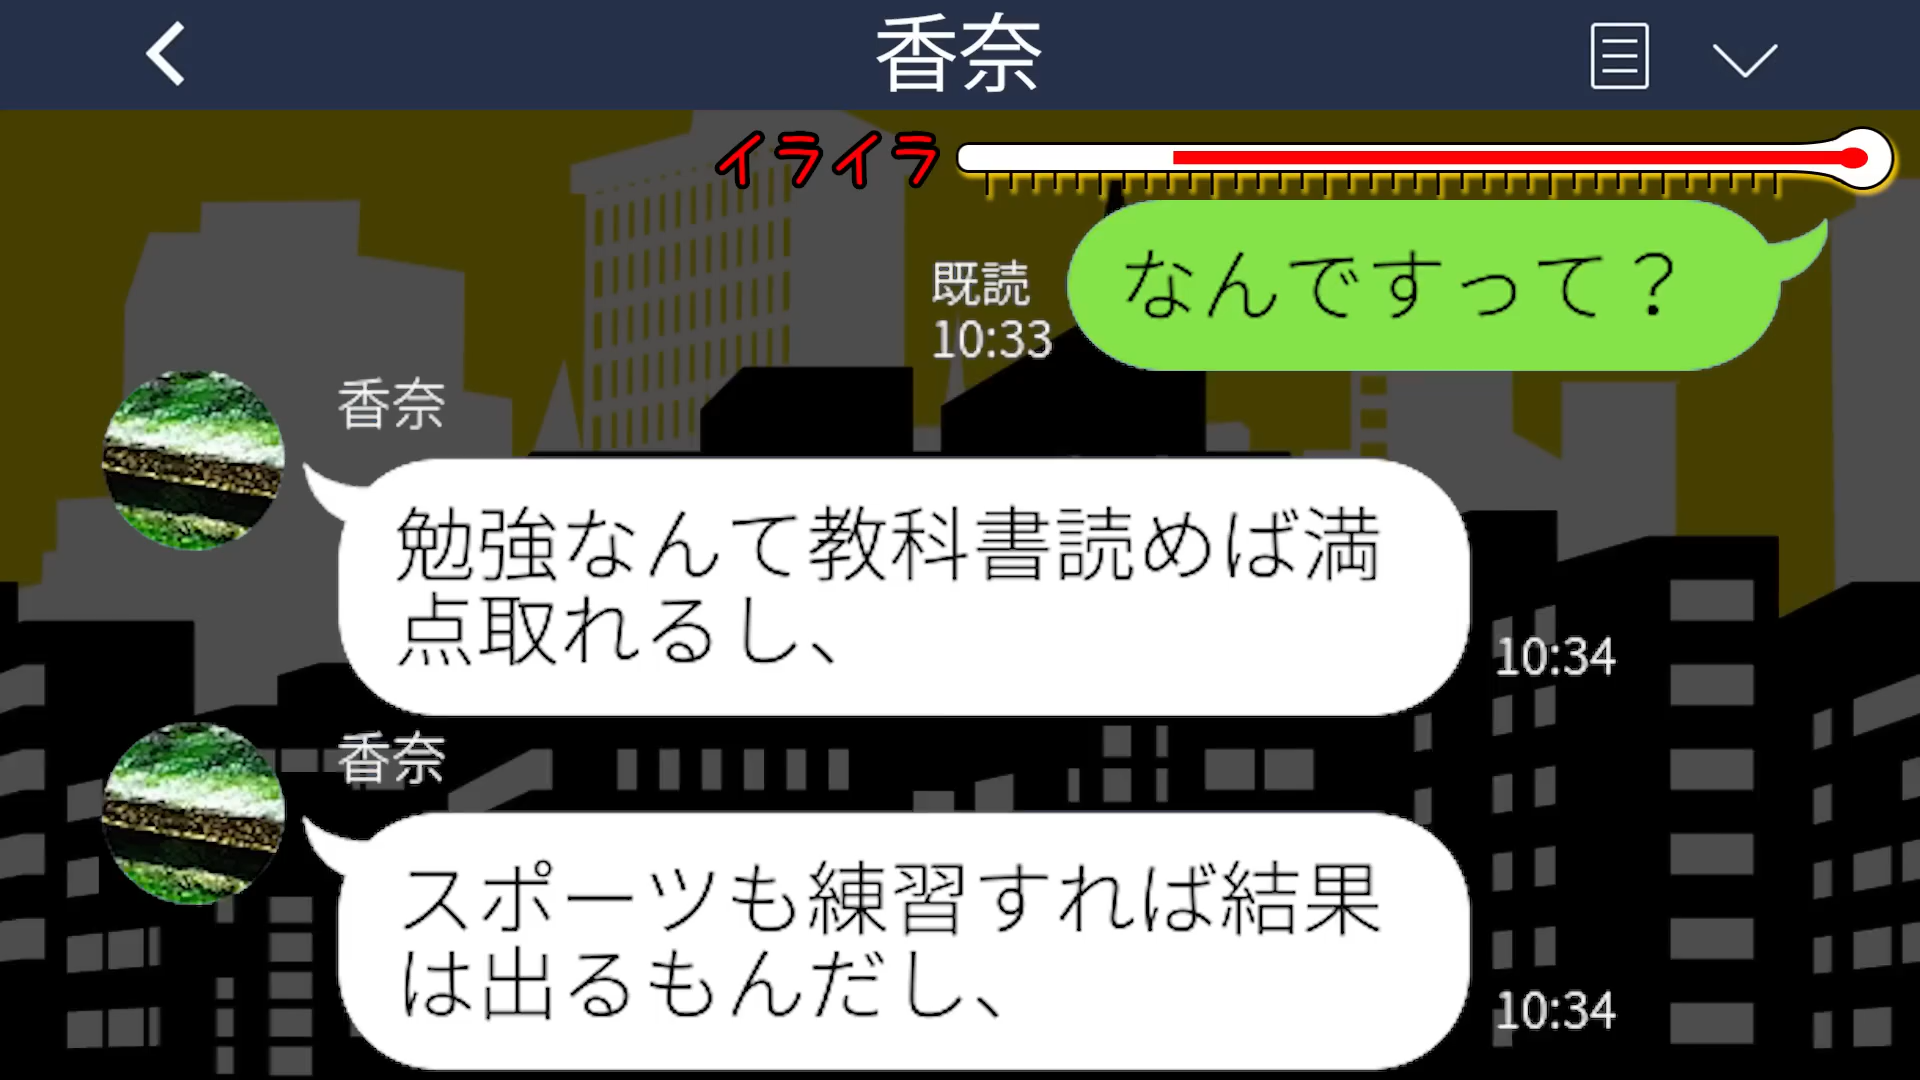 香奈
イライラ
なんですって？
既読
10:33
香奈
勉強なんて教科書読めば満
点取れるし、
10:34
香奈
スポーツも練習すれば結果
は出るもんだし、
10:34